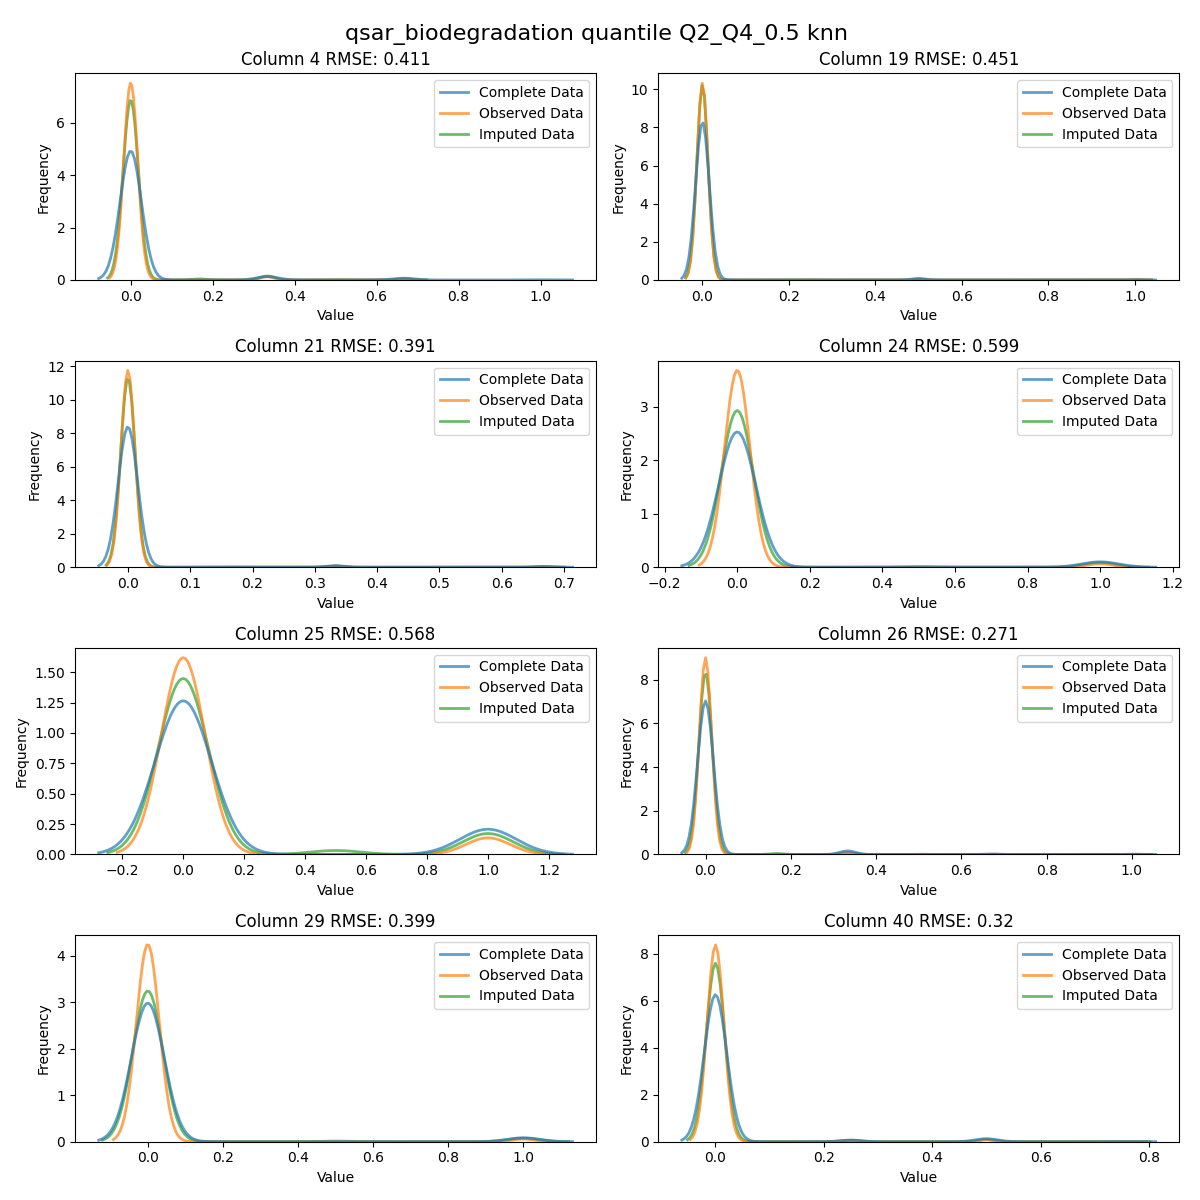 qsar_biodegradation quantile Q2_Q4_0.5 knn
Column 4 RMSE: 0.411
Frequency
6
4
2
0
Complete Data
Observed Data
Imputed Data
0.0 0.2 0.4 0.6 0.8 1.0
Value
Column 19 RMSE: 0.451
Frequency
10
8
6
4
2
0
Complete Data
Observed Data
Imputed Data
0.0 0.2 0.4 0.6 0.8 1.0
Value
Column 21 RMSE: 0.391
Frequency
12
10
8
6
4
2
0
Complete Data
Observed Data
Imputed Data
0.0 0.1 0.2 0.3 0.4 0.5 0.6 0.7
Value
Column 24 RMSE: 0.599
Frequency
3
2
1
0
Complete Data
Observed Data
Imputed Data
−0.2 0.0 0.2 0.4 0.6 0.8 1.0 1.2
Value
Column 25 RMSE: 0.568
Frequency
1.50
1.25
1.00
0.75
0.50
0.25
0.00
Complete Data
Observed Data
Imputed Data
−0.2 0.0 0.2 0.4 0.6 0.8 1.0 1.2
Value
Column 26 RMSE: 0.271
Frequency
8
6
4
2
0
Complete Data
Observed Data
Imputed Data
0.0 0.2 0.4 0.6 0.8 1.0
Value
Column 29 RMSE: 0.399
Frequency
4
3
2
1
0
Complete Data
Observed Data
Imputed Data
0.0 0.2 0.4 0.6 0.8 1.0
Value
Column 40 RMSE: 0.32
Frequency
8
6
4
2
0
Complete Data
Observed Data
Imputed Data
0.0 0.2 0.4 0.6 0.8
Value